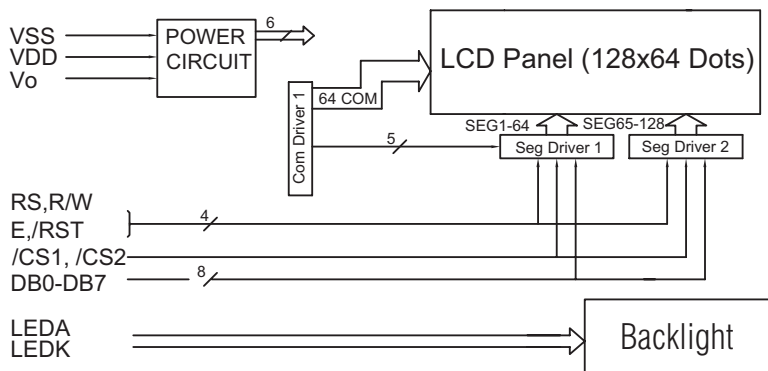 VSS
VDD
Vo
POWER
CIRCUIT
6
LCD Panel (128x64 Dots)
64 COM
Com Driver 1
SEG1-64
SEG65-128
5
Seg Driver 1
Seg Driver 2
RS,R/W
E,/RST
4
/CS1, /CS2
DB0-DB7
8
LEDA
LEDK
Backlight